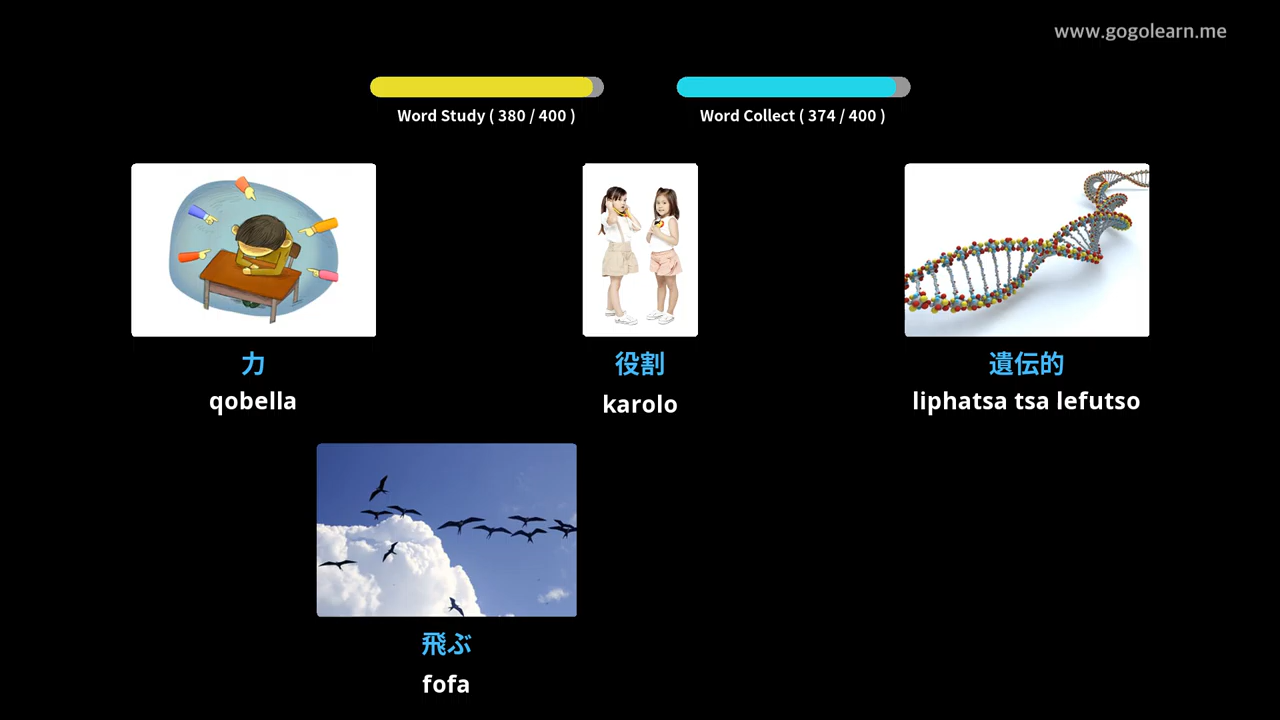 www.gogolearn.me
Word Study ( 380 / 400 )
Word Collect ( 374 / 400 )
力
qobella
役割
karolo
遺伝的
liphatsa tsa lefutso
飛ぶ
fofa